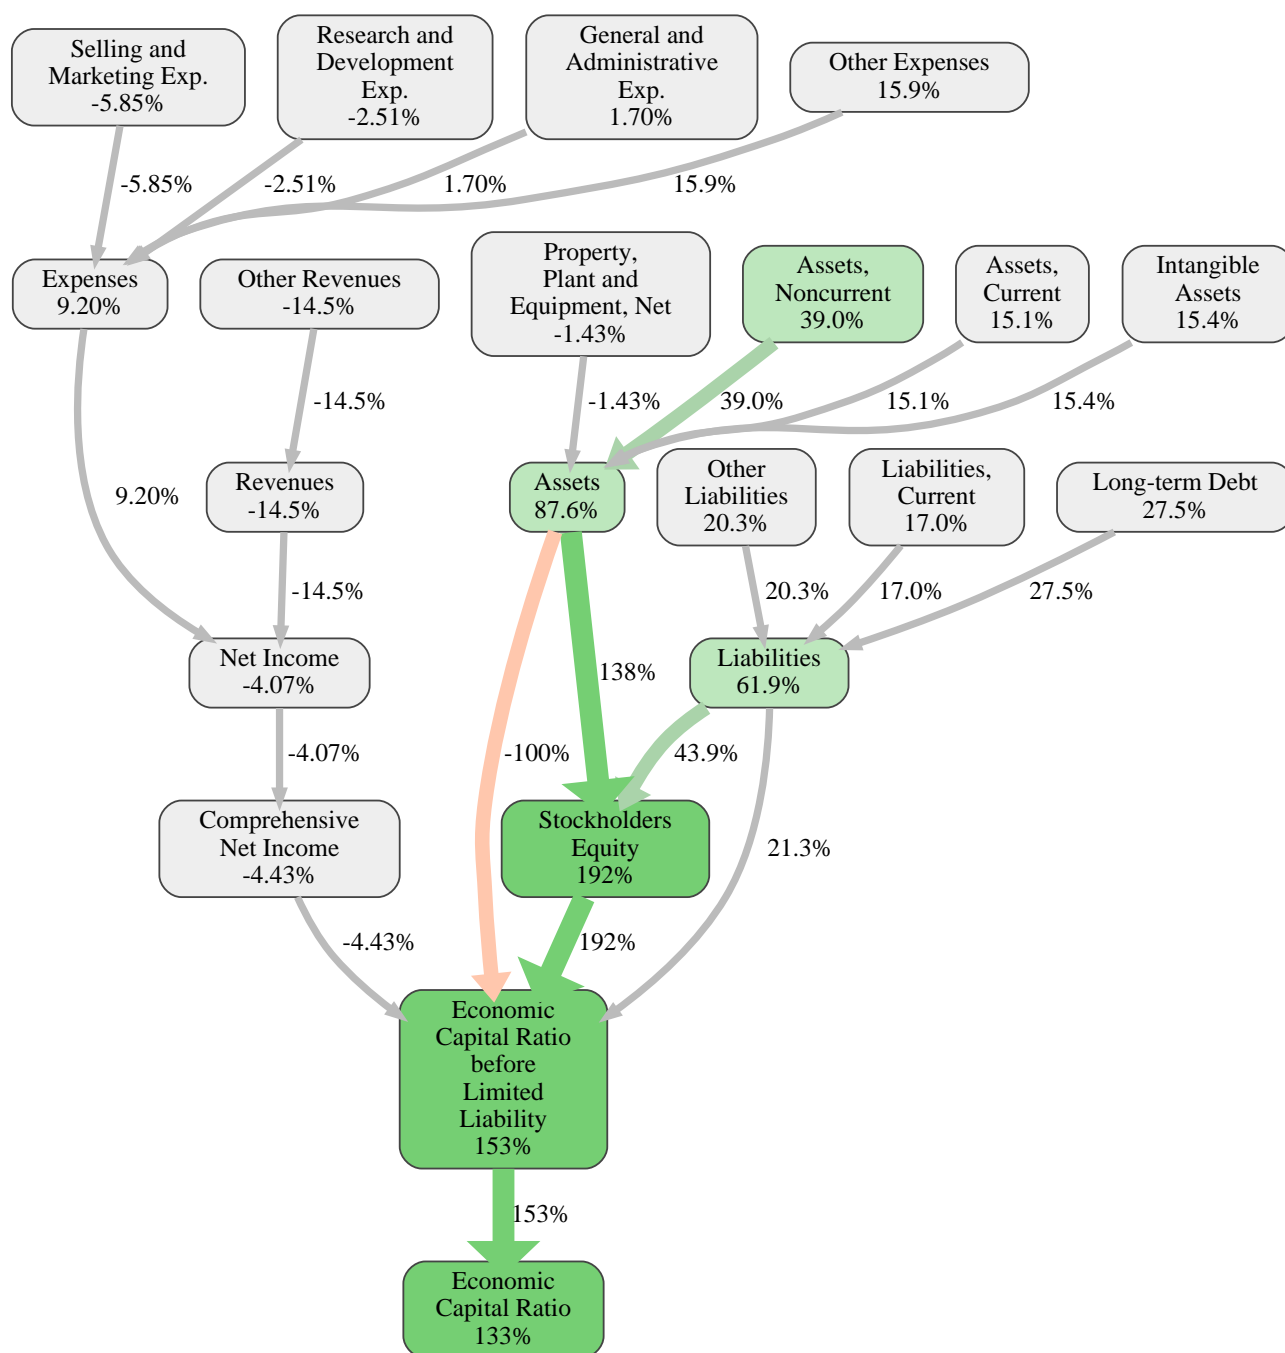 Selling and
Marketing Exp.
-5.85%
Research and
Development
Exp.
-2.51%
General and
Administrative
Exp.
1.70%
Other Expenses
15.9%
-5.85%
-2.51%
1.70%
15.9%
Expenses
9.20%
Other Revenues
-14.5%
Property,
Plant and
Equipment, Net
-1.43%
Assets,
Noncurrent
39.0%
Assets,
Current
15.1%
Intangible
Assets
15.4%
-14.5%
-1.43%
39.0%
15.1%
15.4%
9.20%
Revenues
-14.5%
Assets
87.6%
Other
Liabilities
20.3%
Liabilities,
Current
17.0%
Long-term Debt
27.5%
-14.5%
20.3%
17.0%
27.5%
Net Income
-4.07%
138%
Liabilities
61.9%
-4.07%
-100%
43.9%
Comprehensive
Net Income
-4.43%
Stockholders
Equity
192%
21.3%
-4.43%
192%
Economic
Capital Ratio
before
Limited
Liability
153%
153%
Economic
Capital Ratio
133%